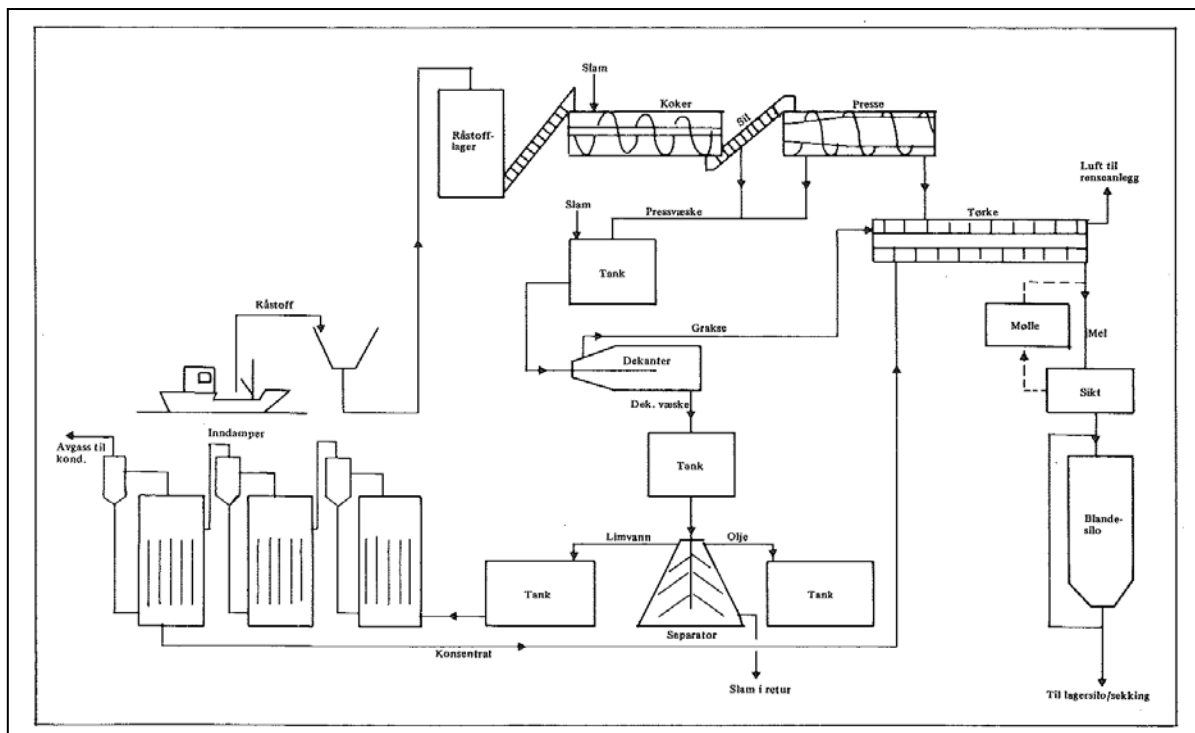 Slam
Koker
Sil
Presse
Råstoff-
lager
Luft til
renseanlegg
Slam
Pressvæske
Tørke
Tank
Råstoff
Grakse
Mølle
Mel
Dekanter
Sikt
Dek. væske
Avgass til
kond.
Inndamper
Tank
Blande-
silo
Limvann
Olje
Tank
Tank
Separator
Konsentrat
Slam i retur
Til lagersilo/sekking